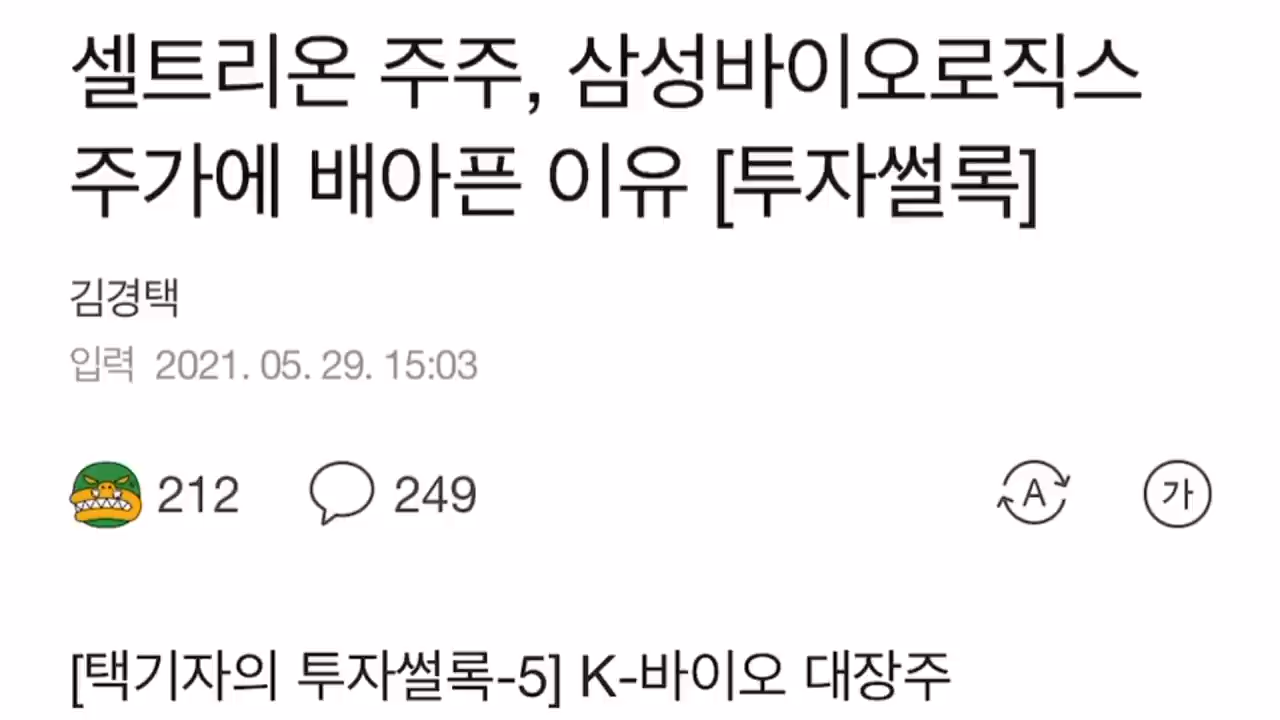 셀트리온 주주, 삼성바이오로직스
주가에 배아픈 이유 [투자썰록]
김경택
입력 2021. 05. 29. 15:03
212 249 A 가
[택기자의 투자썰록-5] K-바이오 대장주